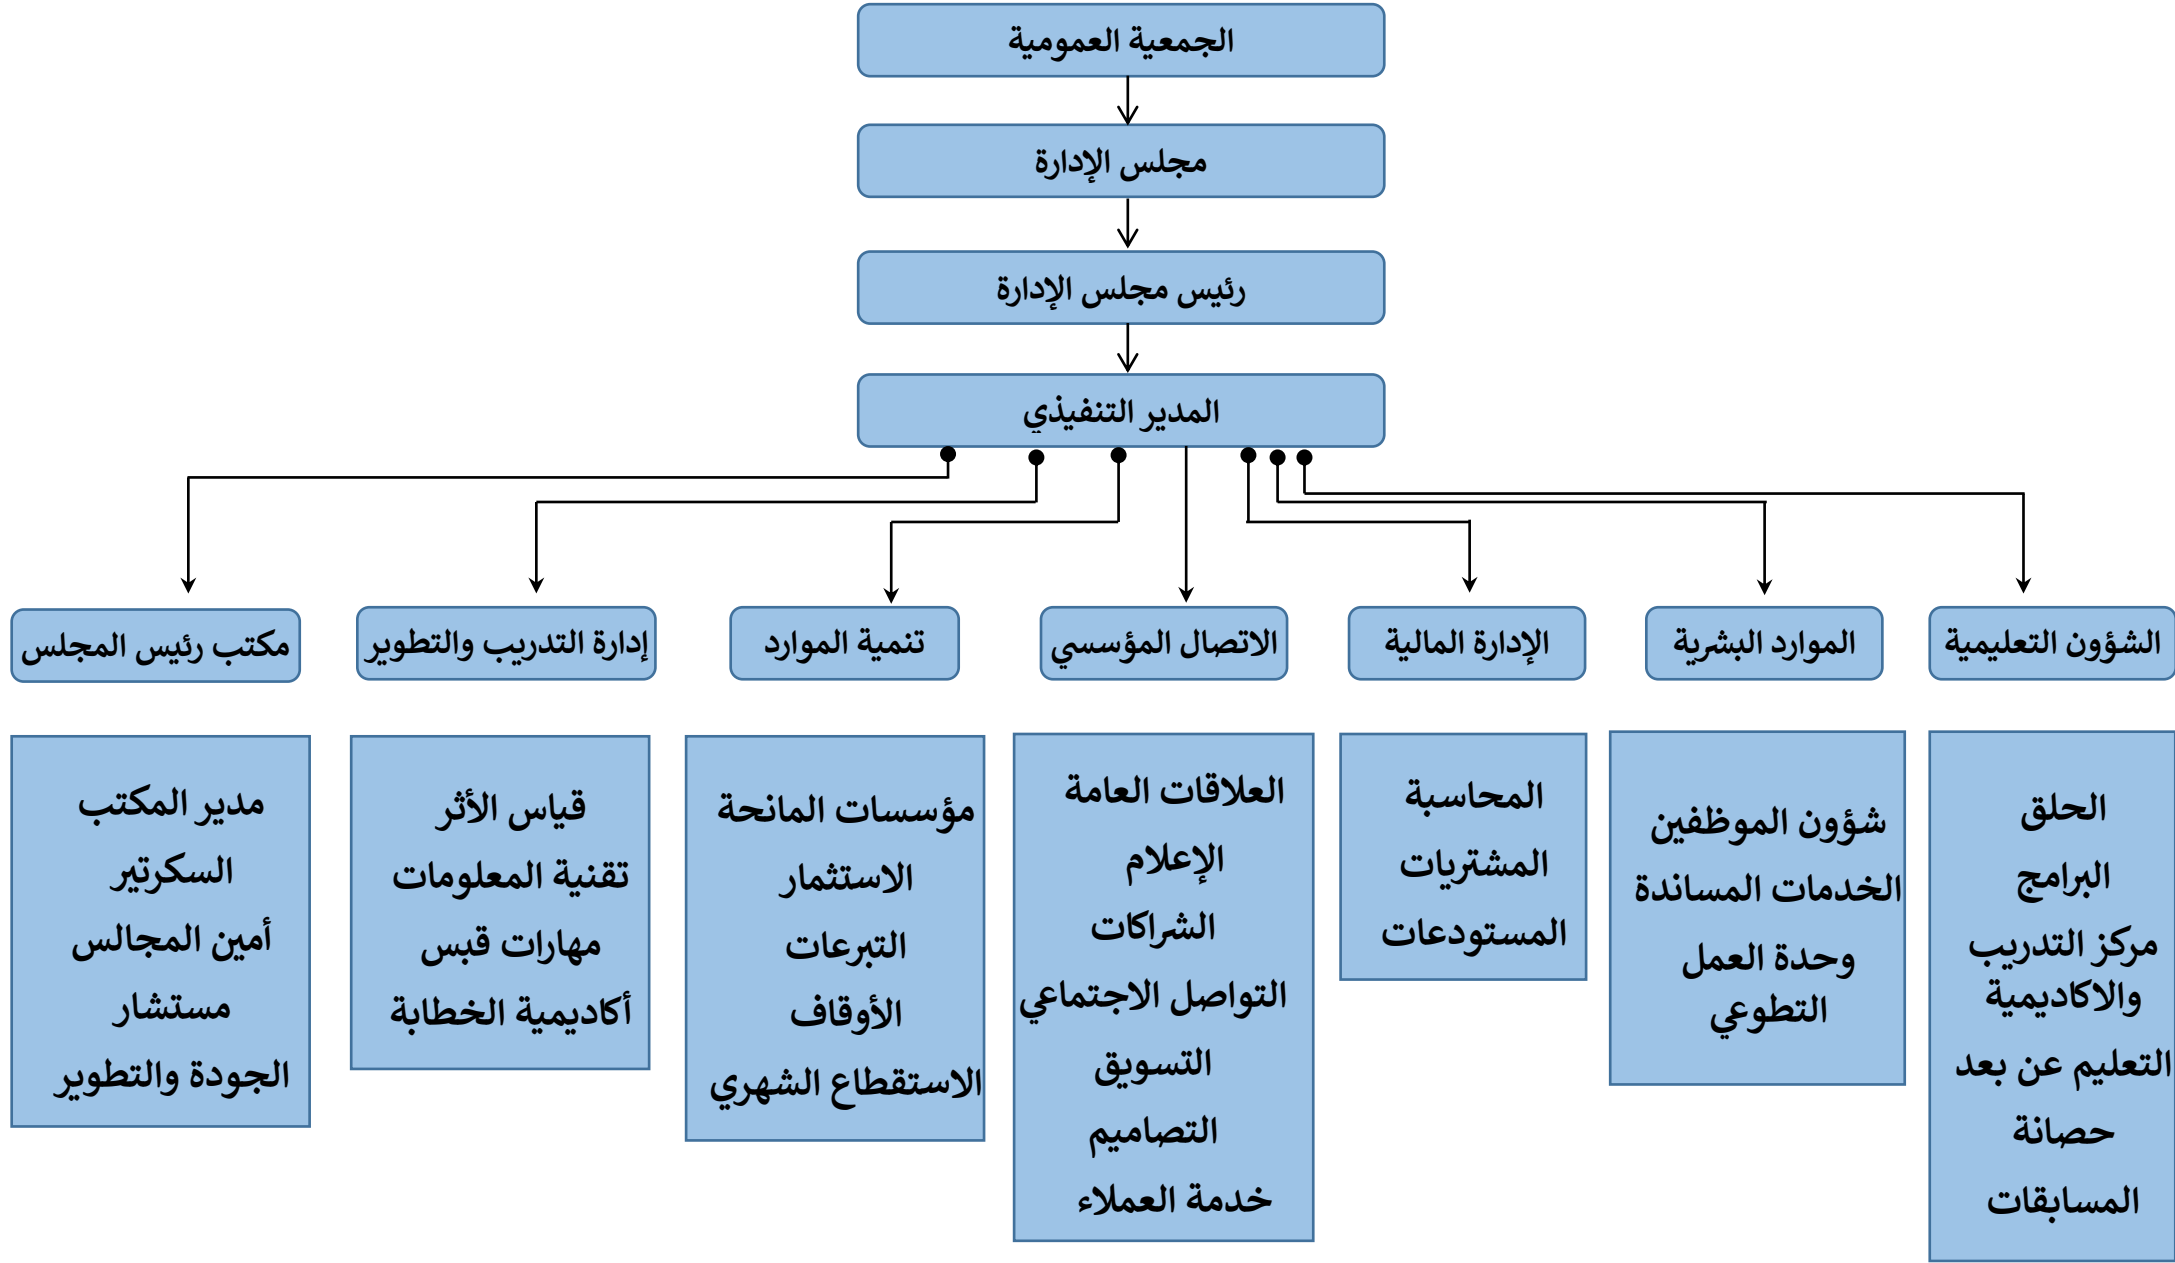 الجمعية العمومية
مجلس الإدارة
رئيس مجلس الإدارة
المدير التنفيذي
الشؤون التعليمية
الموارد البشرية
الإدارة المالية
الاتصال المؤسسي
تنمية الموارد
إدارة التدريب والتطوير
مكتب رئيس المجلس
الحلق
البرامج
مركز التدريب
والاكاديمية
التعليم عن بعد
حصانة
المسابقات
شؤون الموظفين
الخدمات المساندة
وحدة العمل
التطوعي
المحاسبة
المشتريات
المستودعات
العلاقات العامة
الإعلام
الشراكات
التواصل الاجتماعي
التسويق
التصاميم
خدمة العملاء
مؤسسات المانحة
الاستثمار
التبرعات
الأوقاف
الاستقطاع الشهري
قياس الأثر
تقنية المعلومات
مهارات قبس
أكاديمية الخطابة
مدير المكتب
السكرتير
أمين المجالس
مستشار
الجودة والتطوير